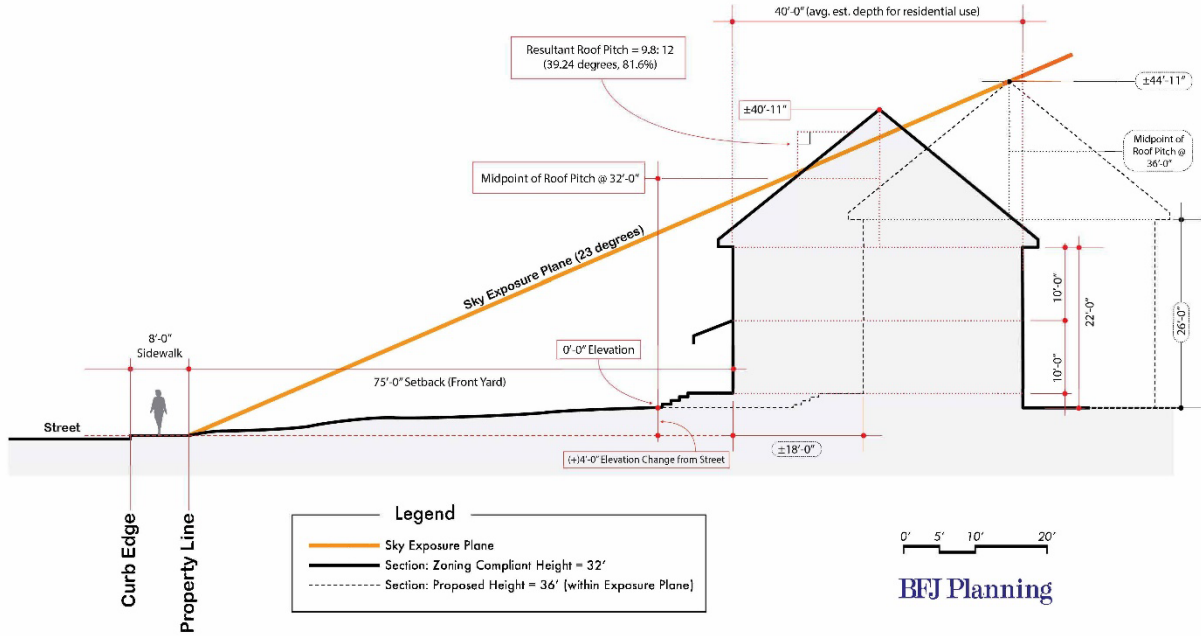 40'-0" (avg. est. depth for residential use)
Resultant Roof Pitch = 9.8: 12
(39.24 degrees, 81.6%)
±44'-11"
±40'-11"
Midpoint of
Roof Pitch @
36'-0"
Midpoint of Roof Pitch @ 32'-0"
Sky Exposure Plane (23 degrees)
10'-0"
22'-0"
26'-0"
10'-0"
8'-0"
Sidewalk
0'-0" Elevation
75'-0" Setback (Front Yard)
Street
±18'-0"
(+)4'-0" Elevation Change from Street
Curb Edge
Property Line
Legend
Sky Exposure Plane
Section: Zoning Compliant Height = 32'
Section: Proposed Height = 36' (within Exposure Plane)
0' 5' 10' 20'
BFJ Planning